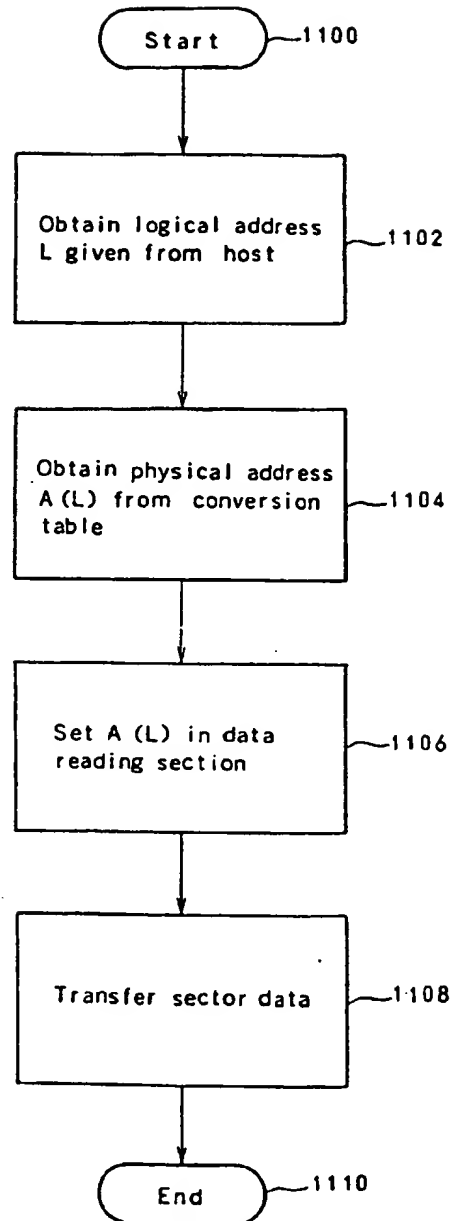 Start
1100
Obtain logical address
L given from host
1102
Obtain physical address
A (L) from conversion
table
1104
Set A (L) in data
reading section
1106
Transfer sector data
1108
End
1110